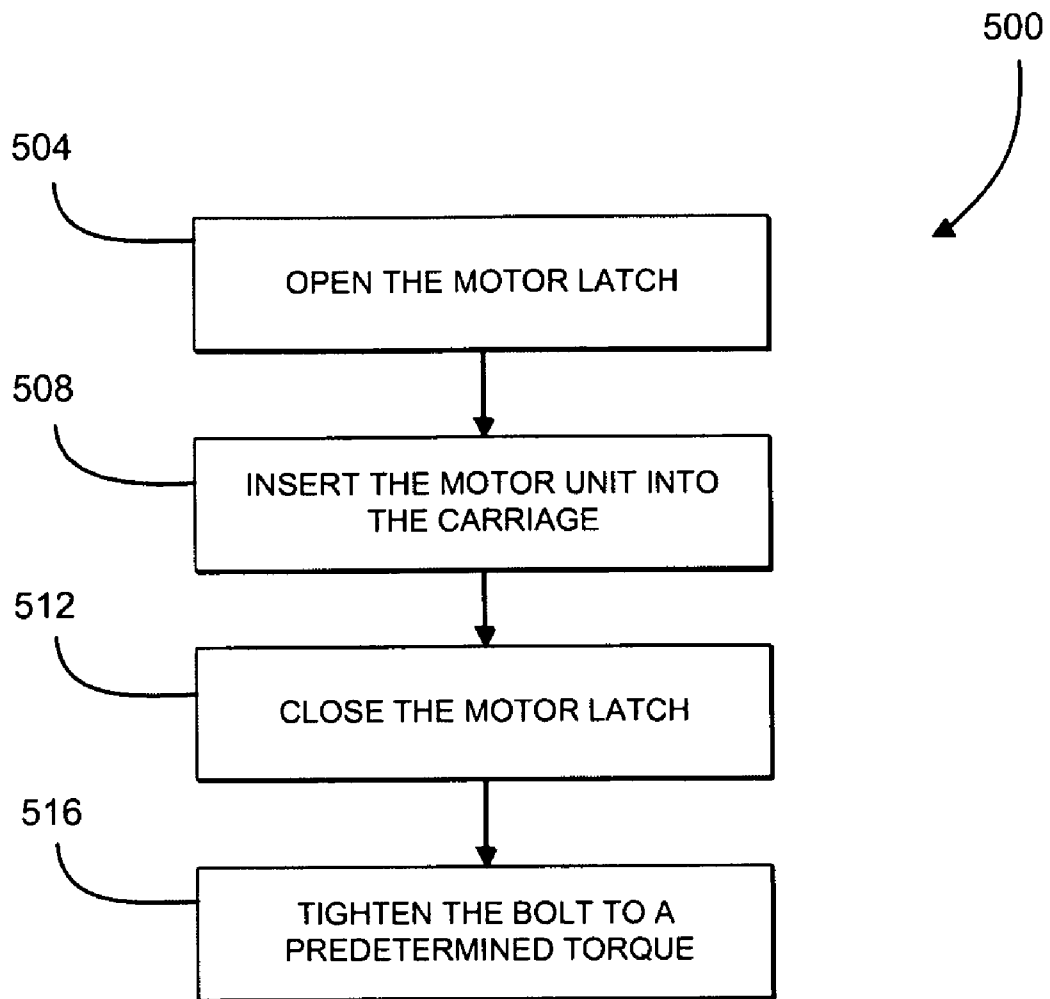 500
504
OPEN THE MOTOR LATCH
508
INSERT THE MOTOR UNIT INTO
THE CARRIAGE
512
CLOSE THE MOTOR LATCH
516
TIGHTEN THE BOLT TO A
PREDETERMINED TORQUE